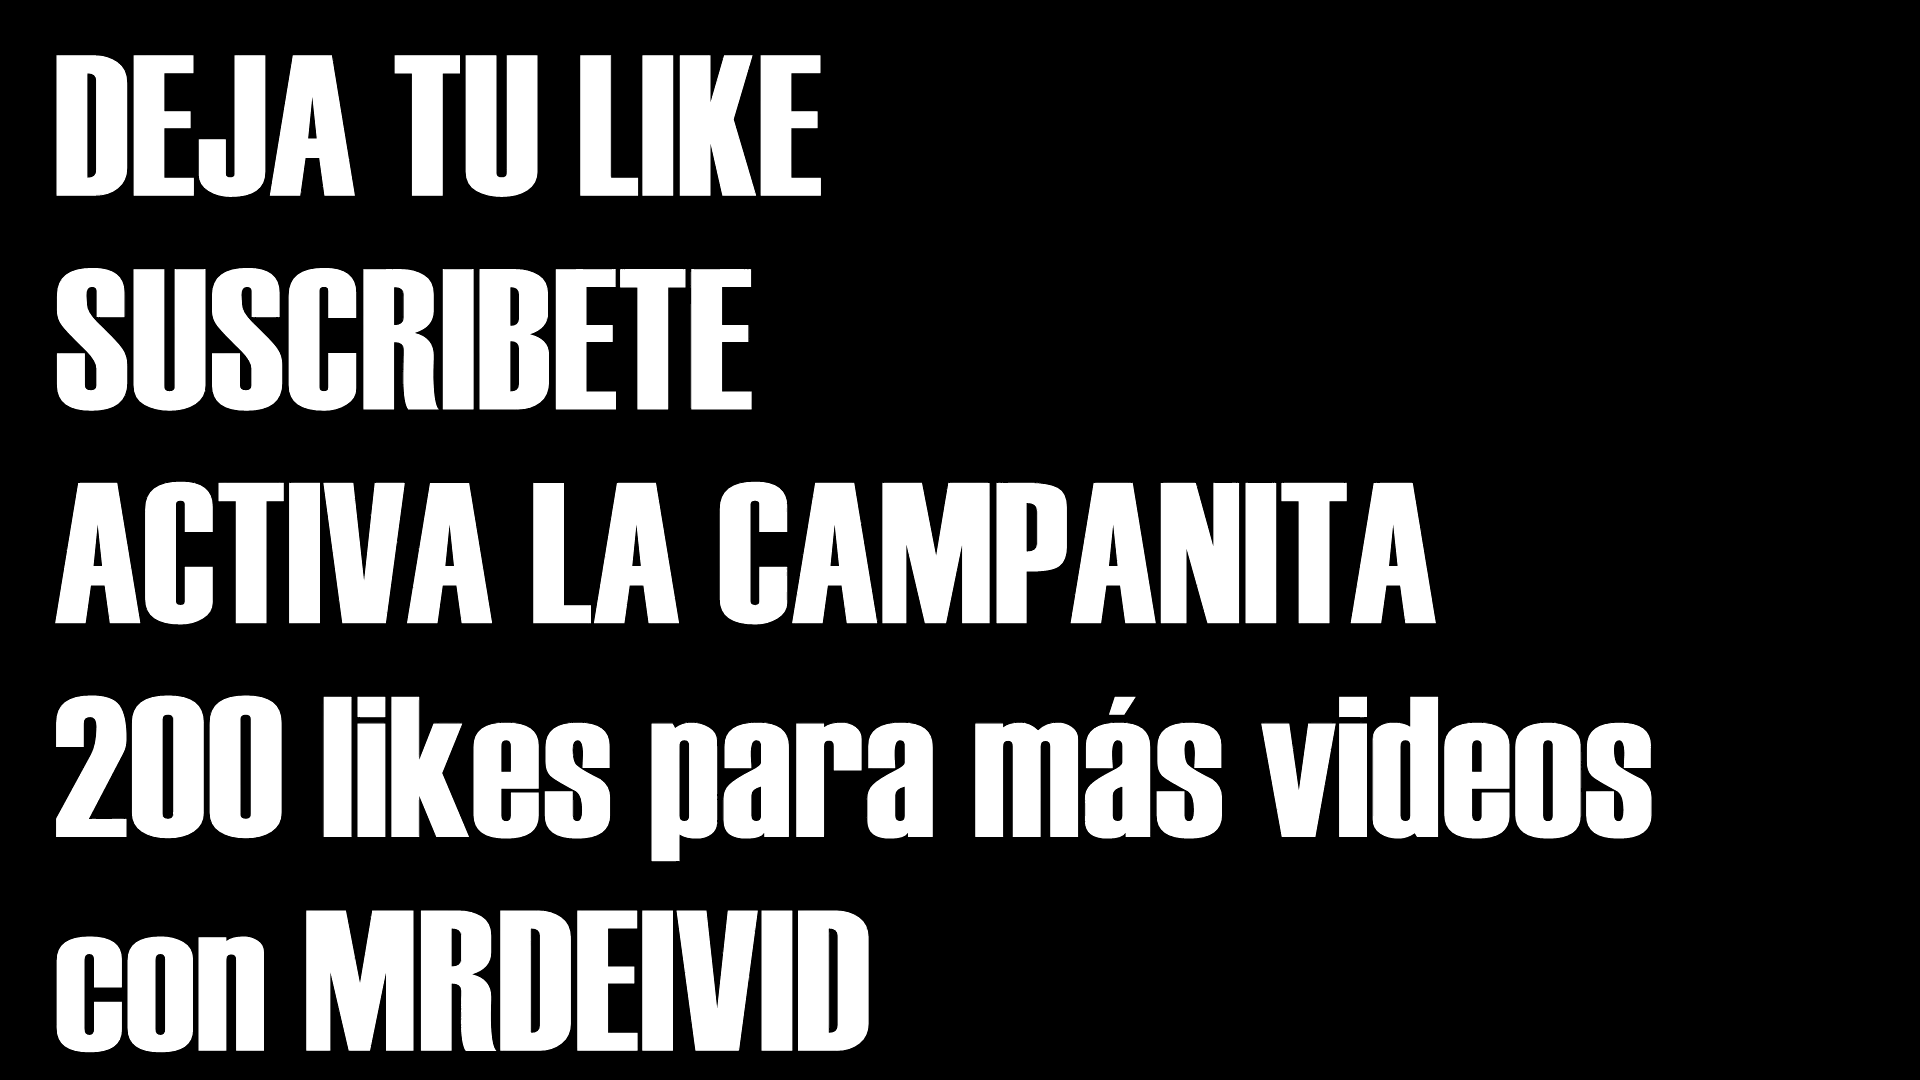 DEJA TU LIKE
SUSCRIBETE
ACTIVA LA CAMPANITA
200 likes para más videos
con MRDEIVID